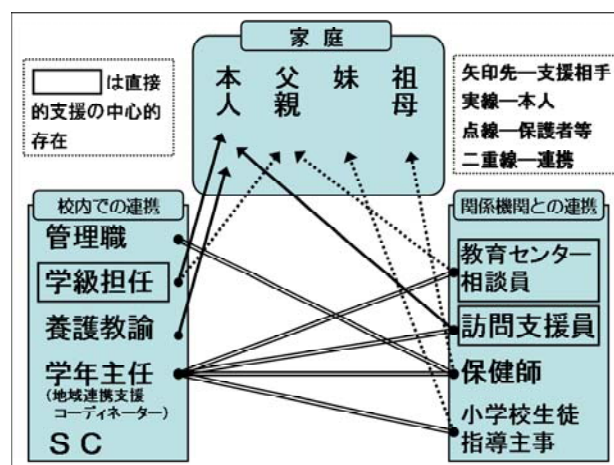 家 庭
本人
父親
妹
祖母
は直接
的支援の中心的
存在
矢印先―支援相手
実線―本人
点線―保護者等
二重線―連携
校内での連携
管理職
学級担任
養護教諭
学年主任
(地域連携支援
コーディネーター)
ＳＣ
関係機関との連携
教育センター
相談員
訪問支援員
保健師
小学校生徒
指導主事